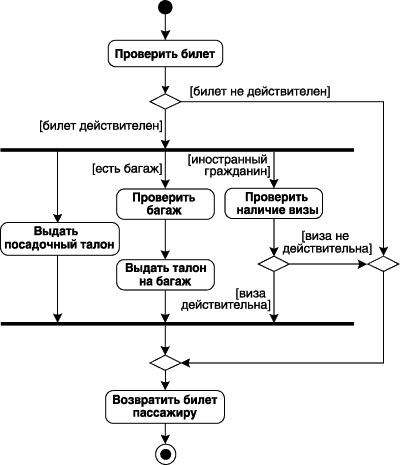 Проверить билет
[билет не действителен]
[билет действителен]
[есть багаж]
[иностранный
гражданин]
Проверить
багаж
Проверить
наличие визы
Выдать
посадочный талон
[виза не
действительна]
Выдать талон
на багаж
[виза
действительна]
Возвратить билет
пассажиру